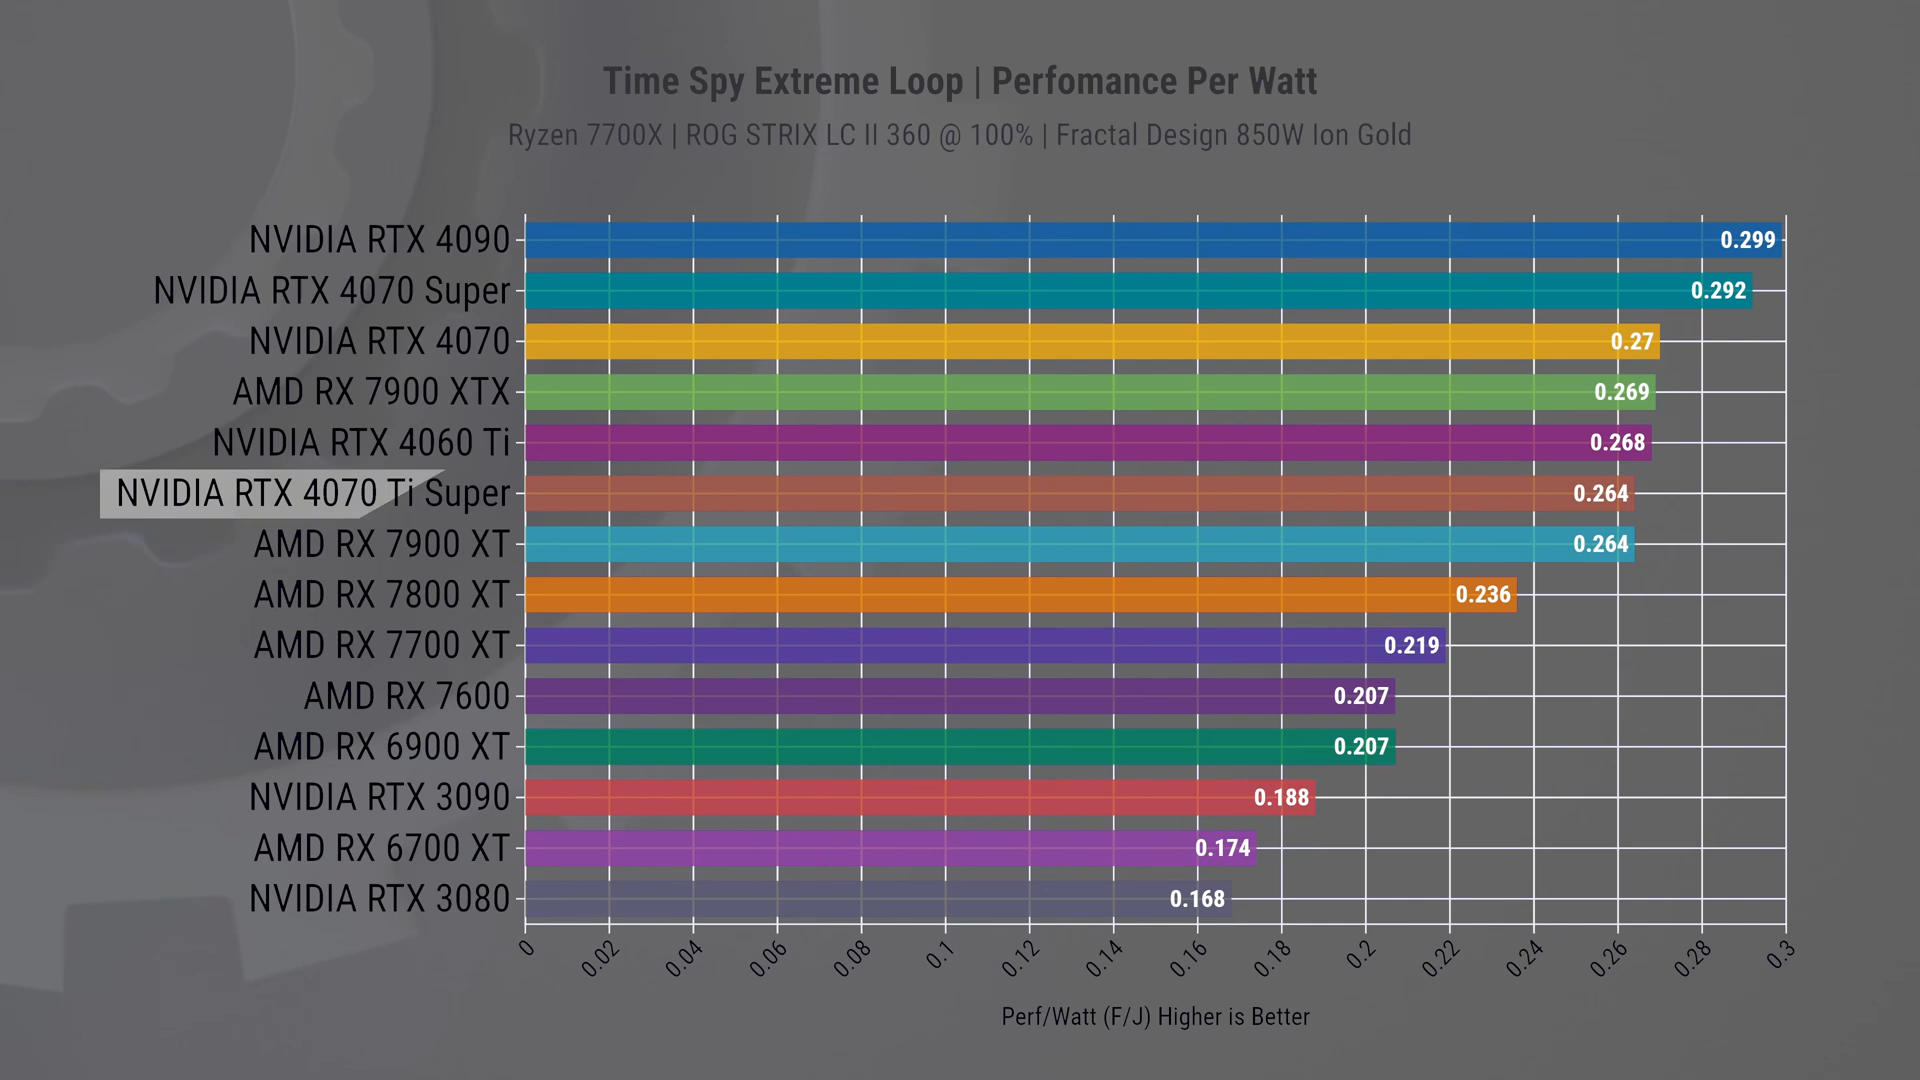 Time Spy Extreme Loop | Perfomance Per Watt
Ryzen 7700X | ROG STRIX LC II 360 @ 100% | Fractal Design 850W Ion Gold
NVIDIA RTX 4090 0.299
NVIDIA RTX 4070 Super 0.292
NVIDIA RTX 4070 0.27
AMD RX 7900 XTX 0.269
NVIDIA RTX 4060 Ti 0.268
NVIDIA RTX 4070 Ti Super 0.264
AMD RX 7900 XT 0.264
AMD RX 7800 XT 0.236
AMD RX 7700 XT 0.219
AMD RX 7600 0.207
AMD RX 6900 XT 0.207
NVIDIA RTX 3090 0.188
AMD RX 6700 XT 0.174
NVIDIA RTX 3080 0.168
0 0.02 0.04 0.06 0.08 0.1 0.12 0.14 0.16 0.18 0.2 0.22 0.24 0.26 0.28 0.3
Perf/Watt (F/J) Higher is Better